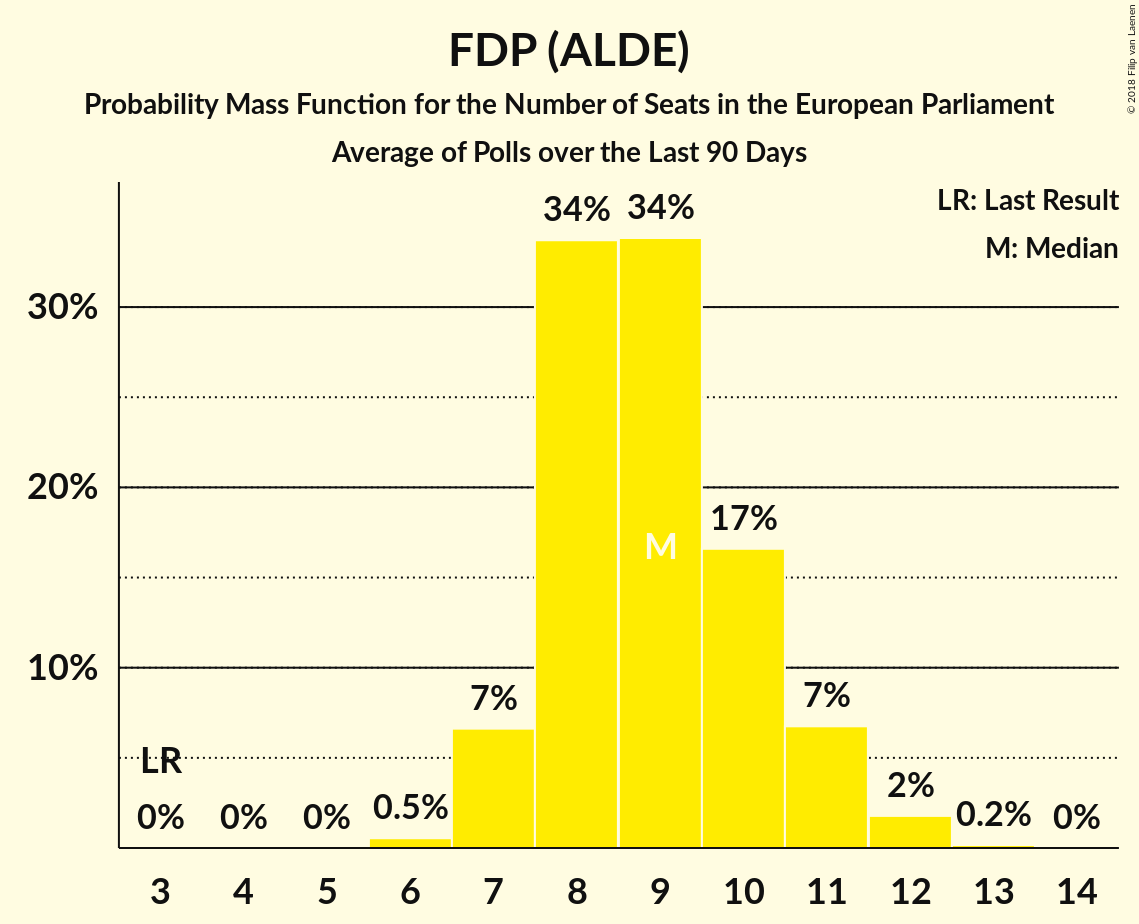 FDP (ALDE)
Probability Mass Function for the Number of Seats in the European Parliament
Average of Polls over the Last 90 Days
© 2018 Filip van Laenen
LR: Last Result
M: Median
34% 34%
30%
20%
17%
M
10%
7% 7%
LR
0% 0% 0% 0.5% 2% 0.2% 0%
3 4 5 6 7 8 9 10 11 12 13 14